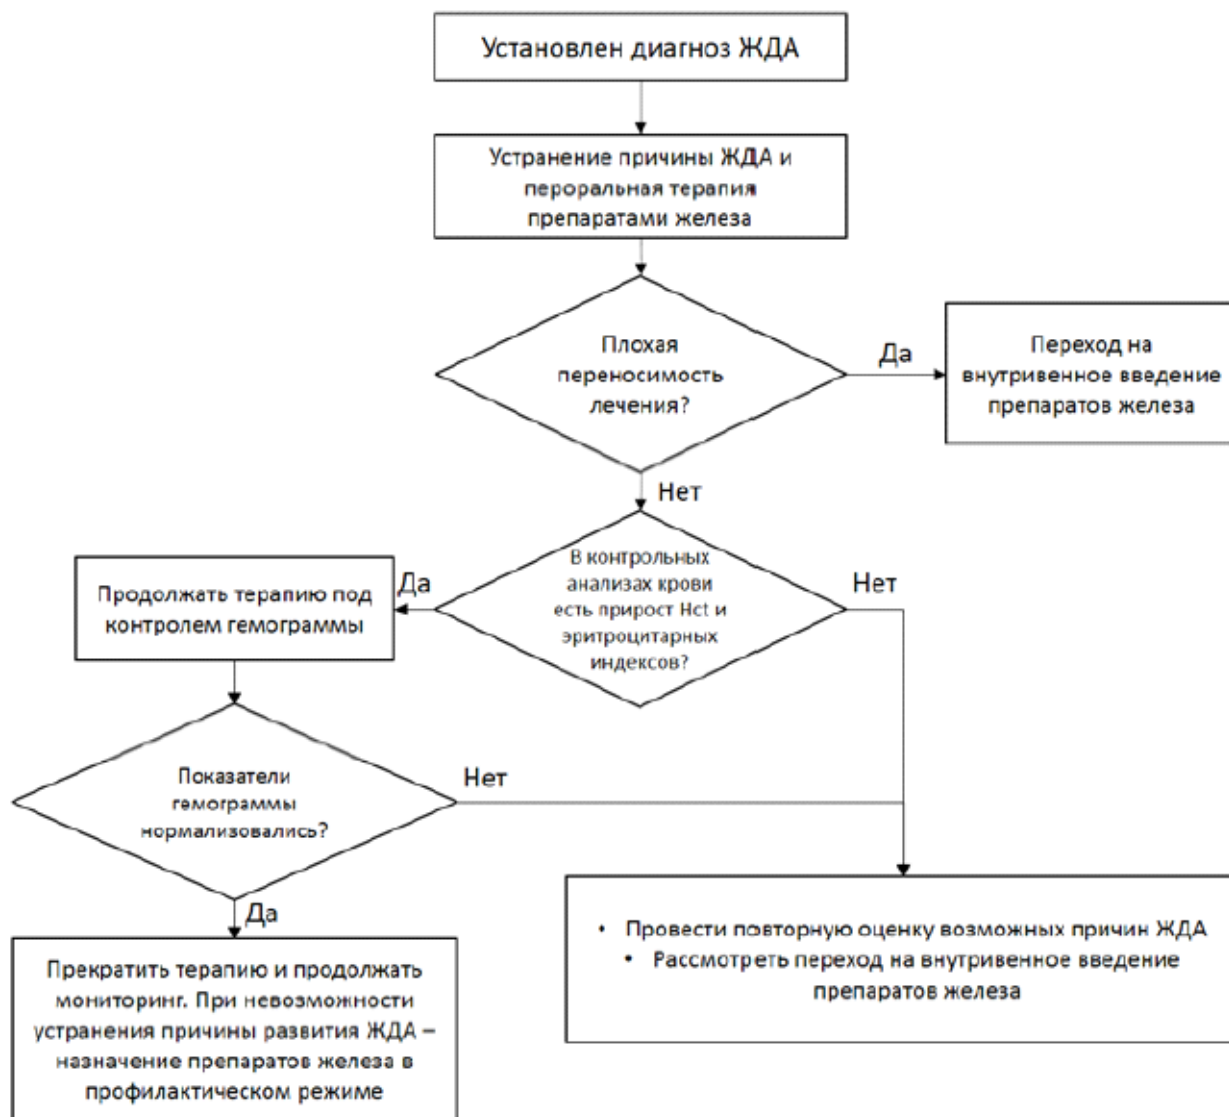 Установлен диагноз ЖДА
Устранение причины ЖДА и
пероральная терапия
препаратами железа
Плохая
переносимость
лечения?
Да
Переход на
внутривенное введение
препаратов железа
Нет
В контрольных
анализах крови
есть прирост Hct и
эритроцитарных
индексов?
Да
Нет
Продолжать терапию под
контролем гемограммы
Показатели
гемограммы
нормализовались?
Нет
Да
Прекратить терапию и продолжать
мониторинг. При невозможности
устранения причины развития ЖДА –
назначение препаратов железа в
профилактическом режиме
• Провести повторную оценку возможных причин ЖДА
• Рассмотреть переход на внутривенное введение
препаратов железа